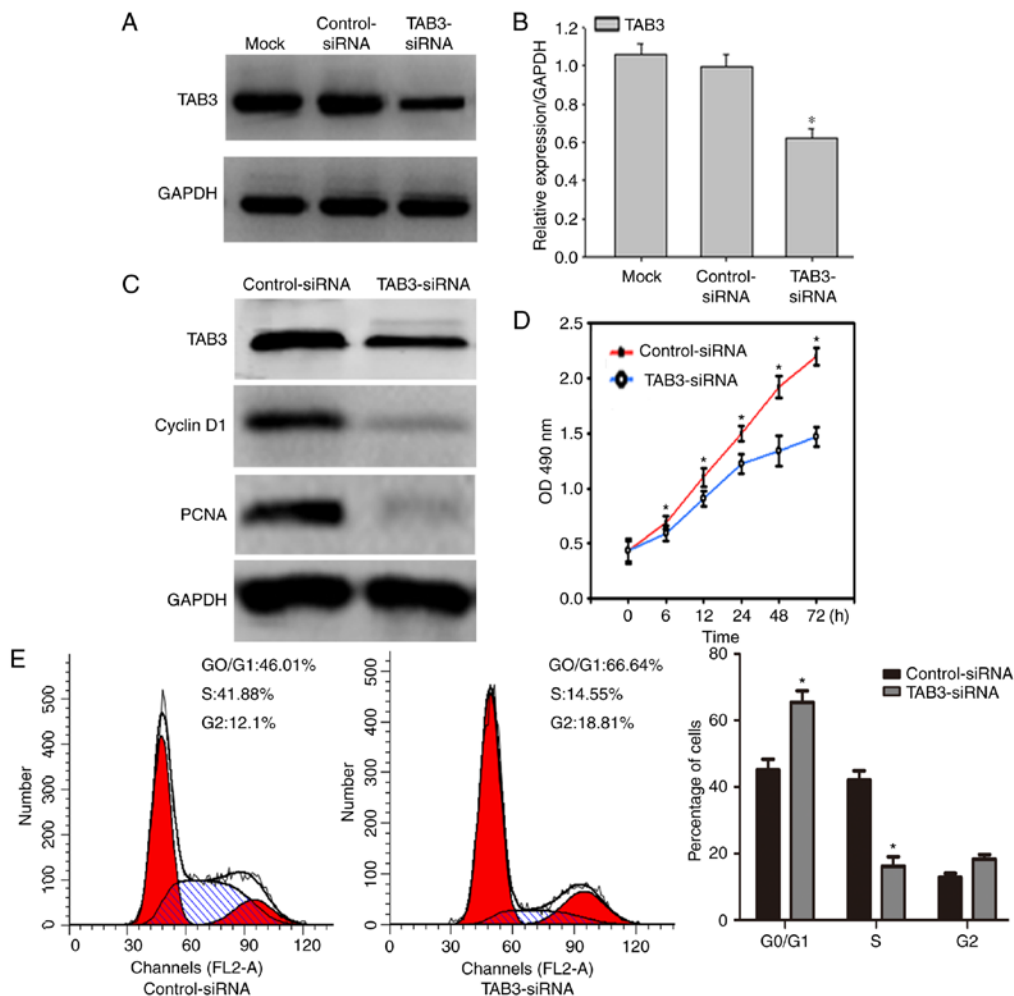 A
Mock
Control-
siRNA
TAB3-
siRNA
TAB3
GAPDH
B
TAB3
Relative expression/GAPDH
1.2
1.0
0.8
0.6
0.4
0.2
0.0
*
Mock
Control-
siRNA
TAB3-
siRNA
C
Control-siRNA
TAB3-siRNA
TAB3
Cyclin D1
PCNA
GAPDH
D
OD 490 nm
2.5
2.0
1.5
1.0
0.5
0.0
Control-siRNA
TAB3-siRNA
* * * * *
0 6 12 24 48 72 (h)
Time
E
Number
500
400
300
200
100
0
GO/G1:46.01%
S:41.88%
G2:12.1%
0 30 60 90 120
Channels (FL2-A)
Control-siRNA
Number
500
400
300
200
100
0
GO/G1:66.64%
S:14.55%
G2:18.81%
0 30 60 90 120
Channels (FL2-A)
TAB3-siRNA
Percentage of cells
80
60
40
20
0
Control-siRNA
TAB3-siRNA
*
*
G0/G1 S G2